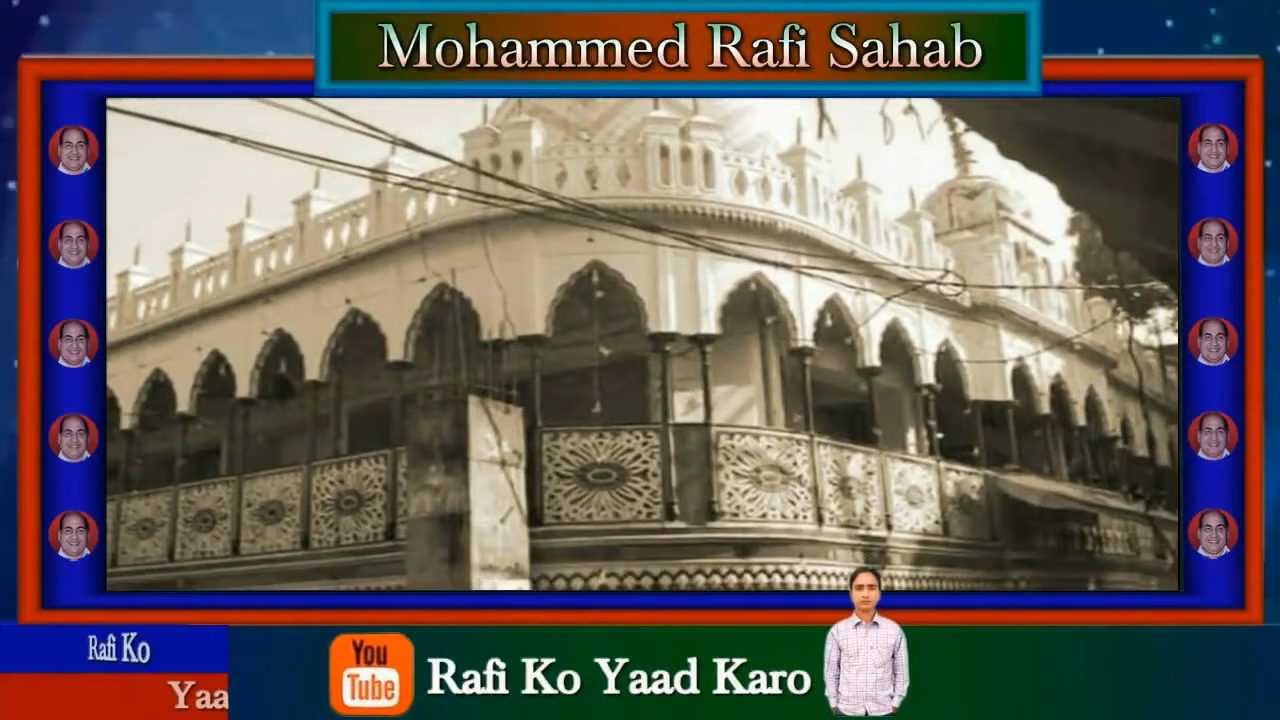 Mohammed Rafi Sahab
Rafi Ko
Yaa
You
Tube
Rafi Ko Yaad Karo